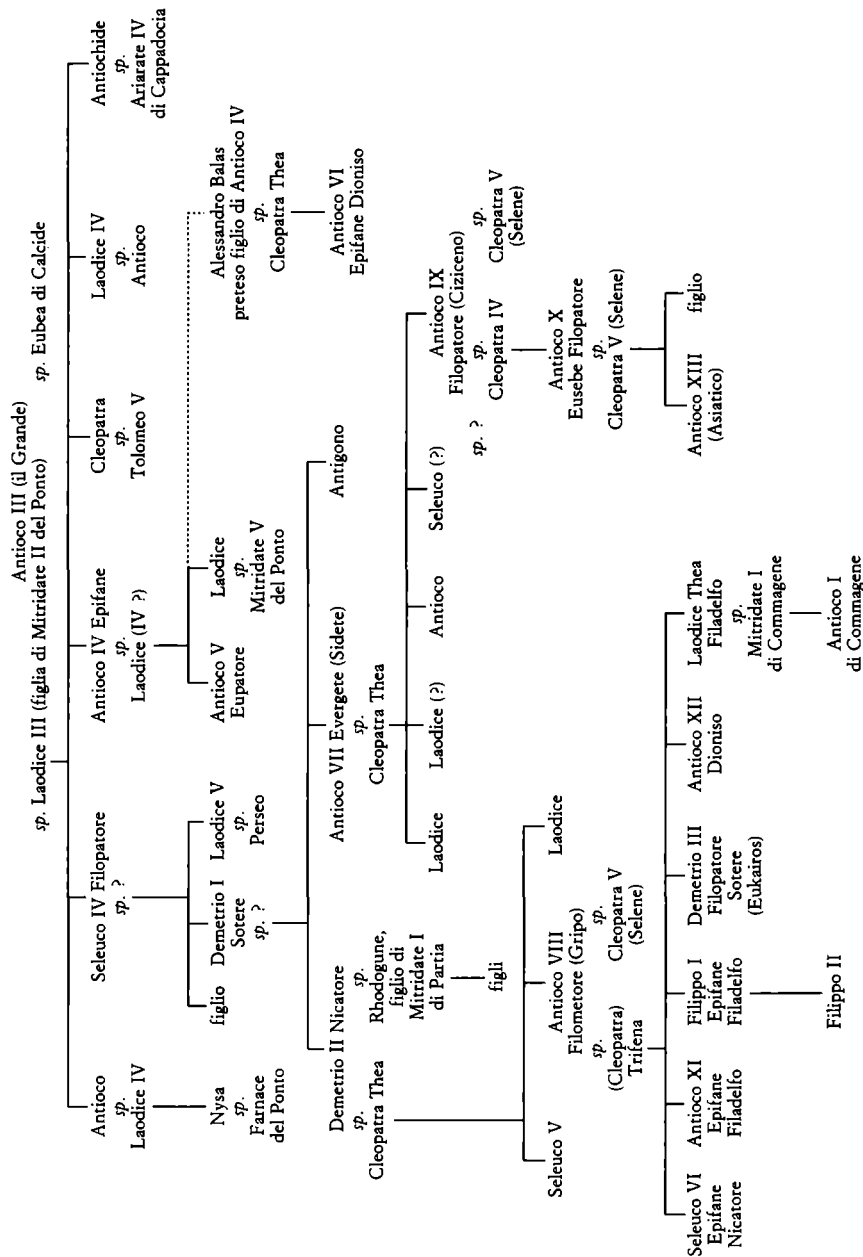 Antioco III (il Grande)
sp. Laodice III (figlia di Mitridate II del Ponto)
sp. Eubea di Calcide
Antioco
sp.
Laodice IV
Seleuco IV Filopatore
sp. ?
Antioco IV Epifane
sp.
Laodice (IV ?)
Cleopatra
sp.
Tolomeo V
Laodice IV
sp.
Antioco
Antiochide
sp.
Ariarate IV
di Cappadocia
Nysa
sp.
Farnace
del Ponto
figlio
Demetrio I
Sotere
sp. ?
Laodice V
sp.
Perseo
Antioco V
Eupatore
Laodice
sp.
Mitridate V
del Ponto
Alessandro Balas
preteso figlio di Antioco IV
sp.
Cleopatra Thea
Antioco VI
Epifane Dioniso
Demetrio II Nicatore
sp.
Cleopatra Thea
sp.
Rhodogune,
figlio di
Mitridate I
di Partia
figli
Antioco VII Evergete (Sidete)
sp.
Cleopatra Thea
Antigono
Laodice
Laodice (?)
Antioco
Seleuco (?)
Antioco IX
Filopatore (Ciziceno)
sp. ?
sp.
Cleopatra IV
sp.
Cleopatra V
(Selene)
Antioco X
Eusebe Filopatore
sp.
Cleopatra V (Selene)
Antioco XIII
(Asiatico)
figlio
Seleuco V
Antioco VIII
Filometore (Gripo)
sp.
(Cleopatra)
Trifena
sp.
Cleopatra V
(Selene)
Laodice
Seleuco VI
Epifane
Nicatore
Antioco XI
Epifane
Filadelfo
Filippo I
Epifane
Filadelfo
Filippo II
Demetrio III
Filopatore
Sotere
(Eukairos)
Antioco XII
Dioniso
Laodice Thea
Filadelfo
sp.
Mitridate I
di Commagene
Antioco I
di Commagene